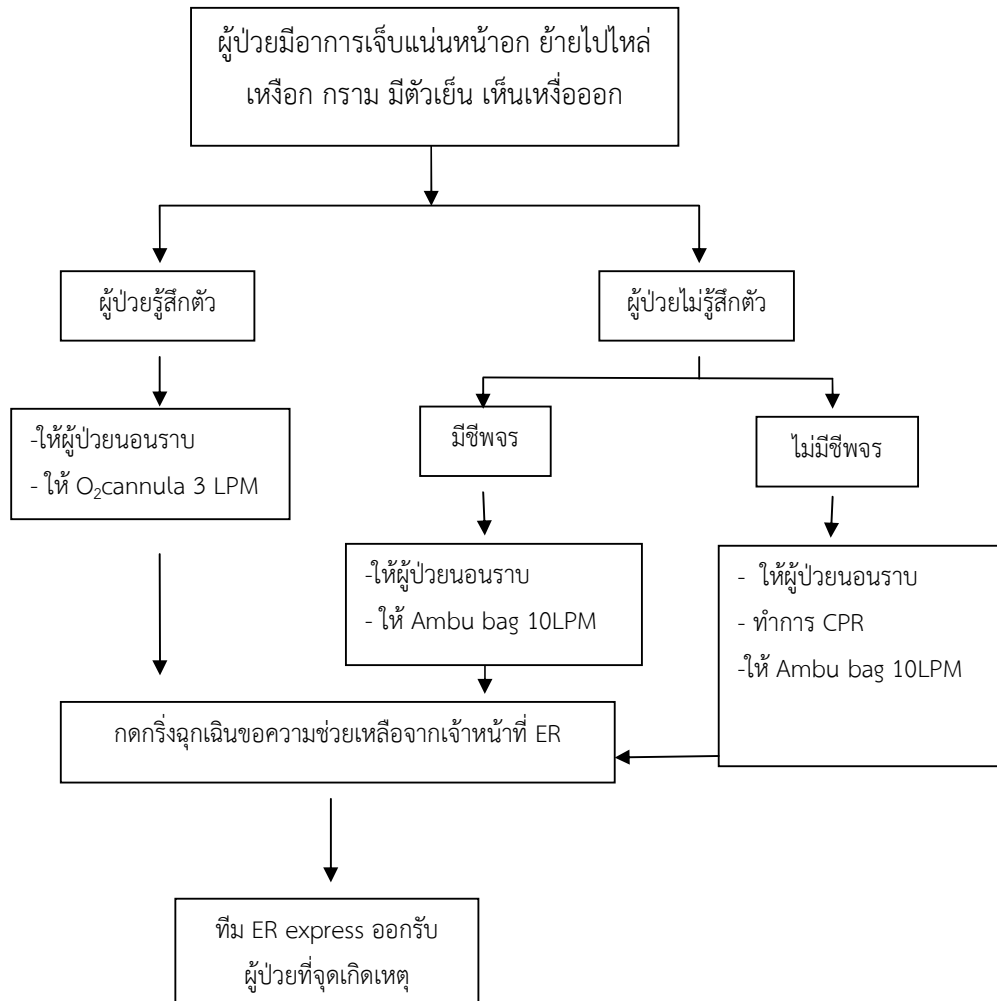 ผู้ป่วยมีอาการเจ็บแน่นหน้าอก ย้ายไปไหล่
เหงือก กราม มีตัวเย็น เห็นเหงื่อออก
ผู้ป่วยรู้สึกตัว
ผู้ป่วยไม่รู้สึกตัว
-ให้ผู้ป่วยนอนราบ
- ให้ O₂cannula 3 LPM
มีชีพจร
ไม่มีชีพจร
-ให้ผู้ป่วยนอนราบ
- ให้ Ambu bag 10LPM
- ให้ผู้ป่วยนอนราบ
- ทำการ CPR
-ให้ Ambu bag 10LPM
กดกริ่งฉุกเฉินขอความช่วยเหลือจากเจ้าหน้าที่ ER
ทีม ER express ออกรับ
ผู้ป่วยที่จุดเกิดเหตุ